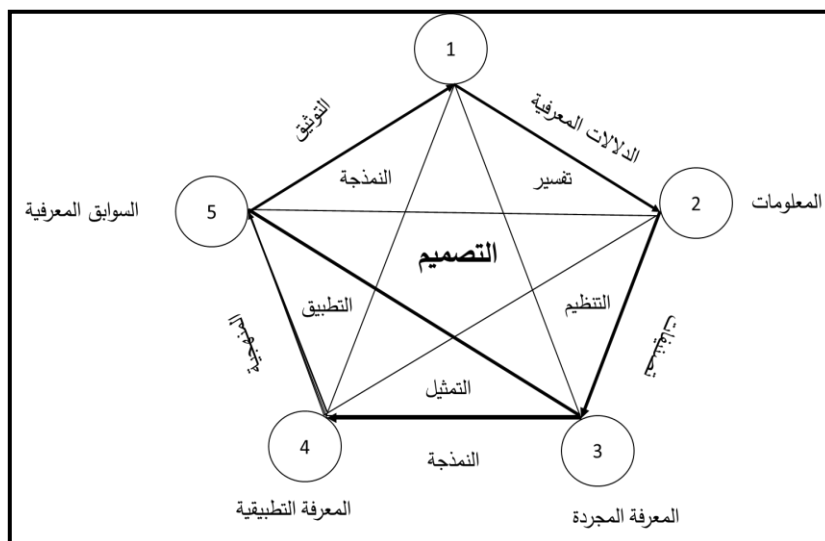 1
التوثيق
الدلالات المعرفية
النمذجة
تفسير
5
2
السوابق المعرفية
المعلومات
التصميم
التطبيق
التنظيم
المنهجية
تصنيفات
التمثيل
4
3
النمذجة
المعرفة التطبيقية
المعرفة المجردة